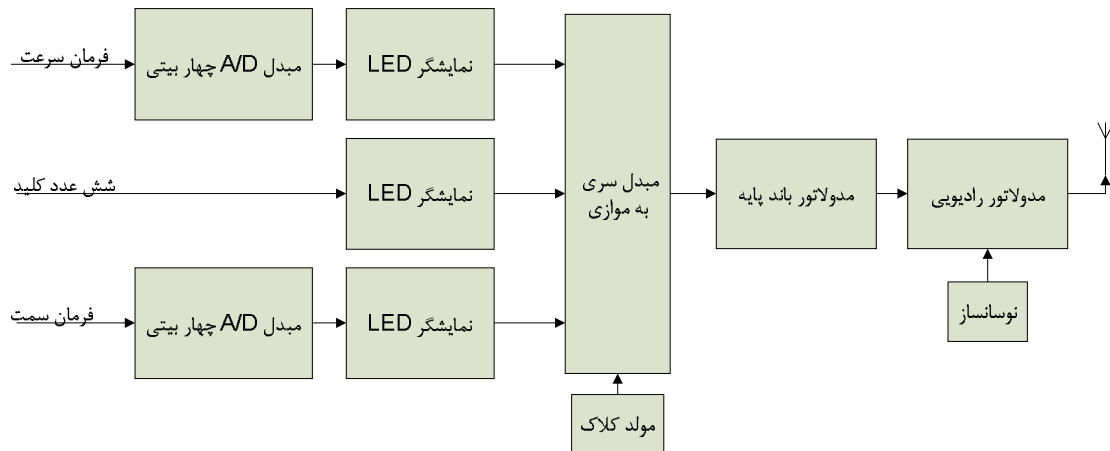 فرمان سرعت
مبدل A/D چهار بیتی
نمایشگر LED
شش عدد کلید
نمایشگر LED
فرمان سمت
مبدل A/D چهار بیتی
نمایشگر LED
مبدل سری
به موازی
مولد کلاک
مدولاتور باند پایه
مدولاتور رادیویی
نوسانساز